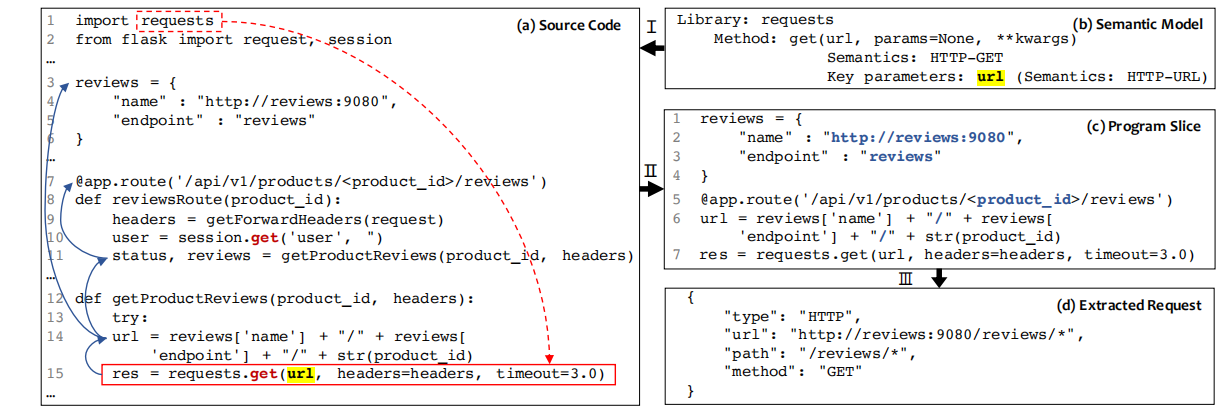 (a) Source Code
1 import requests
2 from flask import request, session
…
3 reviews = {
4 "name" : "http://reviews:9080",
5 "endpoint" : "reviews"
6 }
…
7 @app.route('/api/v1/products/<product_id>/reviews')
8 def reviewsRoute(product_id):
9 headers = getForwardHeaders(request)
10 user = session.get('user', ")
11 status, reviews = getProductReviews(product_id, headers)
…
12 def getProductReviews(product_id, headers):
13 try:
14 url = reviews['name'] + "/" + reviews[
'endpoint'] + "/" + str(product_id)
15 res = requests.get(url, headers=headers, timeout=3.0)
…
I
(b) Semantic Model
Library: requests
Method: get(url, params=None, **kwargs)
Semantics: HTTP-GET
Key parameters: url (Semantics: HTTP-URL)
II
(c) Program Slice
1 reviews = {
2 "name" : "http://reviews:9080",
3 "endpoint" : "reviews"
4 }
5 @app.route('/api/v1/products/<product_id>/reviews')
6 url = reviews['name'] + "/" + reviews[
'endpoint'] + "/" + str(product_id)
7 res = requests.get(url, headers=headers, timeout=3.0)
III
(d) Extracted Request
{
"type": "HTTP",
"url": "http://reviews:9080/reviews/*",
"path": "/reviews/*",
"method": "GET"
}